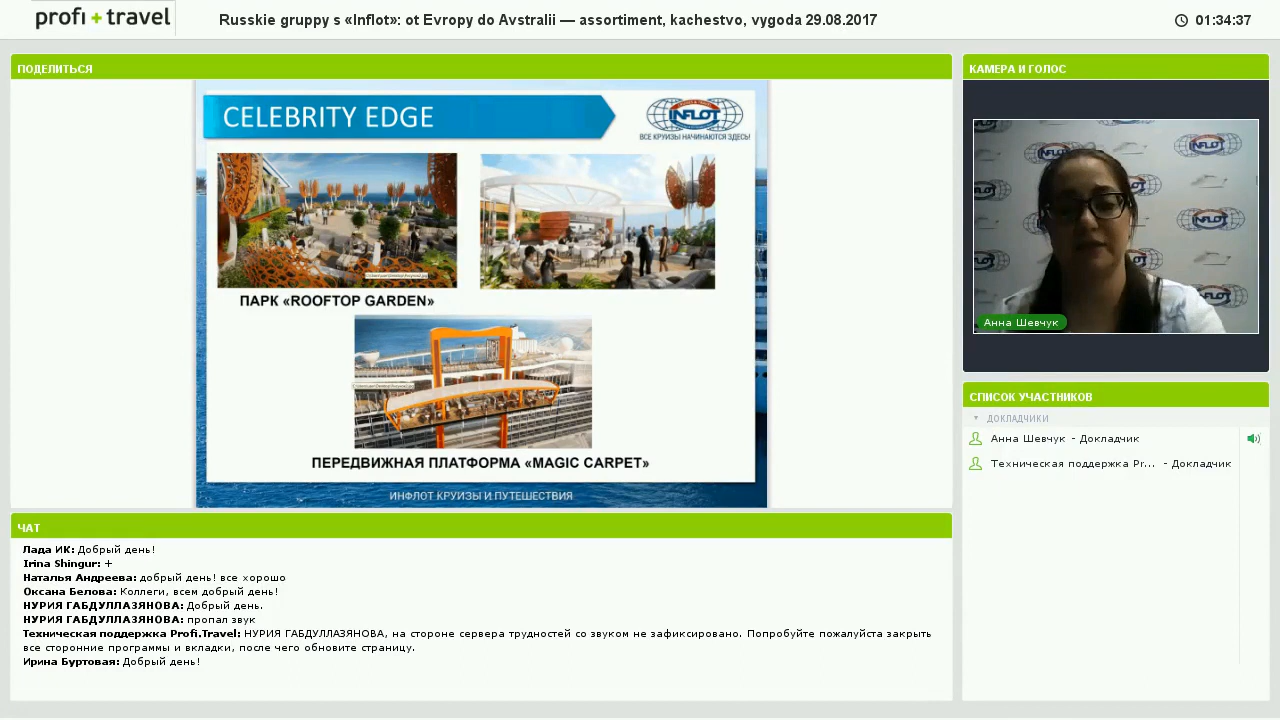 profi + travel
Russkie gruppy s «Inflot»: ot Evropy do Avstralii — assortiment, kachestvo, vygoda 29.08.2017
01:34:37
ПОДЕЛИТЬСЯ
CELEBRITY EDGE
INFLOT
ВСЕ КРУИЗЫ НАЧИНАЮТСЯ ЗДЕСЬ!
ПАРК «ROOFTOP GARDEN»
ПЕРЕДВИЖНАЯ ПЛАТФОРМА «MAGIC CARPET»
ИНФЛОТ КРУИЗЫ И ПУТЕШЕСТВИЯ
КАМЕРА И ГОЛОС
INFLOT
INFLOT
INFLOT
INFLOT
Анна Шевчук
СПИСОК УЧАСТНИКОВ
ДОКЛАДЧИКИ
Анна Шевчук - Докладчик
Техническая поддержка Pr... - Докладчик
ЧАТ
Лада ИК: Добрый день!
Irina Shingur: +
Наталья Андреева: добрый день! все хорошо
Оксана Белова: Коллеги, всем добрый день!
НУРИЯ ГАБДУЛЛАЗЯНОВА: Добрый день.
НУРИЯ ГАБДУЛЛАЗЯНОВА: пропал звук
Техническая поддержка Profi.Travel: НУРИЯ ГАБДУЛЛАЗЯНОВА, на стороне сервера трудностей со звуком не зафиксировано. Попробуйте пожалуйста закрыть
все сторонние программы и вкладки, после чего обновите страницу.
Ирина Буртовая: Добрый день!